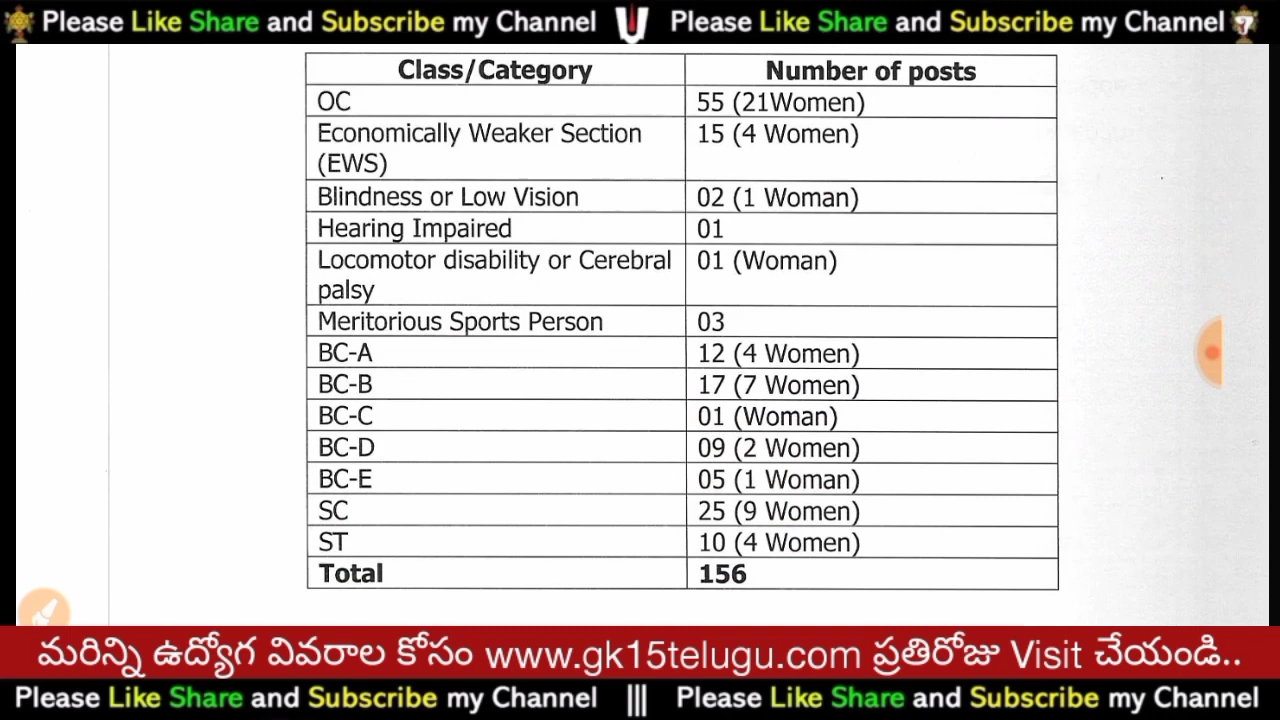 Please Like Share and Subscribe my Channel Please Like Share and Subscribe my Channel
Class/Category Number of posts
OC 55 (21Women)
Economically Weaker Section 15 (4 Women)
(EWS)
Blindness or Low Vision 02 (1 Woman)
Hearing Impaired 01
Locomotor disability or Cerebral 01 (Woman)
palsy
Meritorious Sports Person 03
BC-A 12 (4 Women)
BC-B 17 (7 Women)
BC-C 01 (Woman)
BC-D 09 (2 Women)
BC-E 05 (1 Woman)
SC 25 (9 Women)
ST 10 (4 Women)
Total 156
మరిన్ని ఉద్యోగ వివరాల కోసం www.gk15telugu.com ప్రతిరోజు Visit చేయండి..
Please Like Share and Subscribe my Channel ||| Please Like Share and Subscribe my Channel